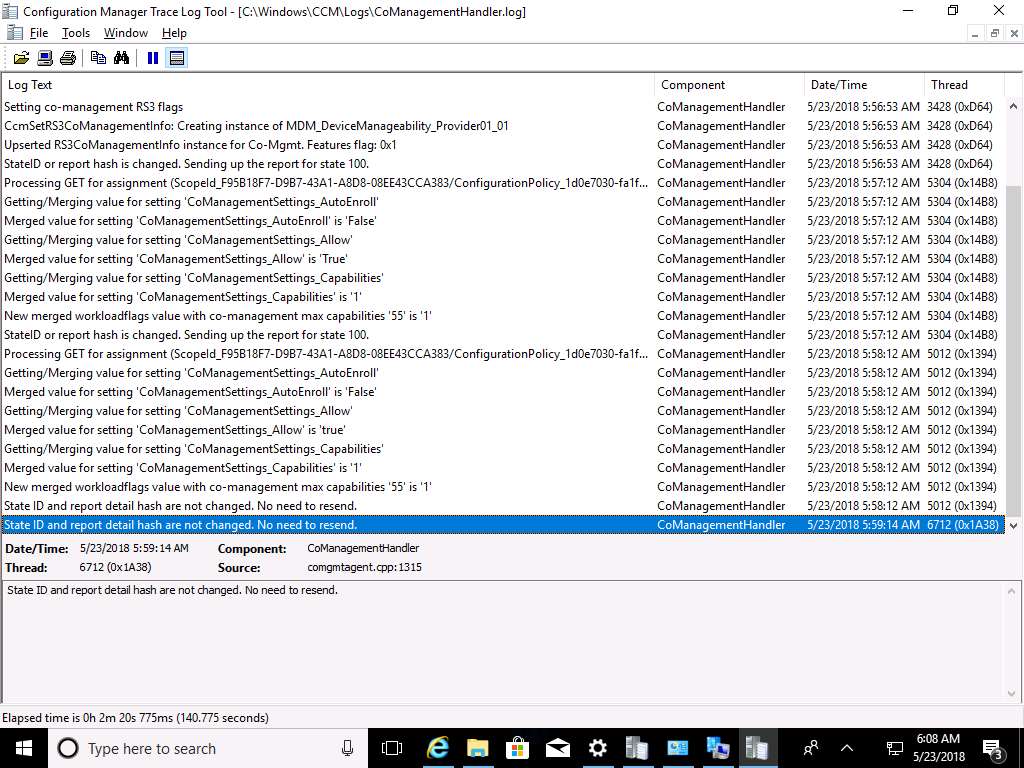 Configuration Manager Trace Log Tool - [C:\Windows\CCM\Logs\CoManagementHandler.log]
File Tools Window Help
Log Text Component Date/Time Thread
Setting co-management RS3 flags CoManagementHandler 5/23/2018 5:56:53 AM 3428 (0xD64)
CcmSetRS3CoManagementInfo: Creating instance of MDM_DeviceManageability_Provider01_01 CoManagementHandler 5/23/2018 5:56:53 AM 3428 (0xD64)
Upserted RS3CoManagementInfo instance for Co-Mgmt. Features flag: 0x1 CoManagementHandler 5/23/2018 5:56:53 AM 3428 (0xD64)
StateID or report hash is changed. Sending up the report for state 100. CoManagementHandler 5/23/2018 5:56:53 AM 3428 (0xD64)
Processing GET for assignment (ScopeId_F95B18F7-D9B7-43A1-A8D8-08EE43CCA383/ConfigurationPolicy_1d0e7030-fa1f... CoManagementHandler 5/23/2018 5:57:12 AM 5304 (0x14B8)
Getting/Merging value for setting 'CoManagementSettings_AutoEnroll' CoManagementHandler 5/23/2018 5:57:12 AM 5304 (0x14B8)
Merged value for setting 'CoManagementSettings_AutoEnroll' is 'False' CoManagementHandler 5/23/2018 5:57:12 AM 5304 (0x14B8)
Getting/Merging value for setting 'CoManagementSettings_Allow' CoManagementHandler 5/23/2018 5:57:12 AM 5304 (0x14B8)
Merged value for setting 'CoManagementSettings_Allow' is 'True' CoManagementHandler 5/23/2018 5:57:12 AM 5304 (0x14B8)
Getting/Merging value for setting 'CoManagementSettings_Capabilities' CoManagementHandler 5/23/2018 5:57:12 AM 5304 (0x14B8)
Merged value for setting 'CoManagementSettings_Capabilities' is '1' CoManagementHandler 5/23/2018 5:57:12 AM 5304 (0x14B8)
New merged workloadflags value with co-management max capabilities '55' is '1' CoManagementHandler 5/23/2018 5:57:12 AM 5304 (0x14B8)
StateID or report hash is changed. Sending up the report for state 100. CoManagementHandler 5/23/2018 5:57:12 AM 5304 (0x14B8)
Processing GET for assignment (ScopeId_F95B18F7-D9B7-43A1-A8D8-08EE43CCA383/ConfigurationPolicy_1d0e7030-fa1f... CoManagementHandler 5/23/2018 5:58:12 AM 5012 (0x1394)
Getting/Merging value for setting 'CoManagementSettings_AutoEnroll' CoManagementHandler 5/23/2018 5:58:12 AM 5012 (0x1394)
Merged value for setting 'CoManagementSettings_AutoEnroll' is 'False' CoManagementHandler 5/23/2018 5:58:12 AM 5012 (0x1394)
Getting/Merging value for setting 'CoManagementSettings_Allow' CoManagementHandler 5/23/2018 5:58:12 AM 5012 (0x1394)
Merged value for setting 'CoManagementSettings_Allow' is 'true' CoManagementHandler 5/23/2018 5:58:12 AM 5012 (0x1394)
Getting/Merging value for setting 'CoManagementSettings_Capabilities' CoManagementHandler 5/23/2018 5:58:12 AM 5012 (0x1394)
Merged value for setting 'CoManagementSettings_Capabilities' is '1' CoManagementHandler 5/23/2018 5:58:12 AM 5012 (0x1394)
New merged workloadflags value with co-management max capabilities '55' is '1' CoManagementHandler 5/23/2018 5:58:12 AM 5012 (0x1394)
State ID and report detail hash are not changed. No need to resend. CoManagementHandler 5/23/2018 5:58:12 AM 5012 (0x1394)
State ID and report detail hash are not changed. No need to resend. CoManagementHandler 5/23/2018 5:59:14 AM 6712 (0x1A38)
Date/Time: 5/23/2018 5:59:14 AM Component: CoManagementHandler
Thread: 6712 (0x1A38) Source: comgmtagent.cpp:1315
State ID and report detail hash are not changed. No need to resend.
Elapsed time is 0h 2m 20s 775ms (140.775 seconds)
Type here to search
6:08 AM
5/23/2018
3